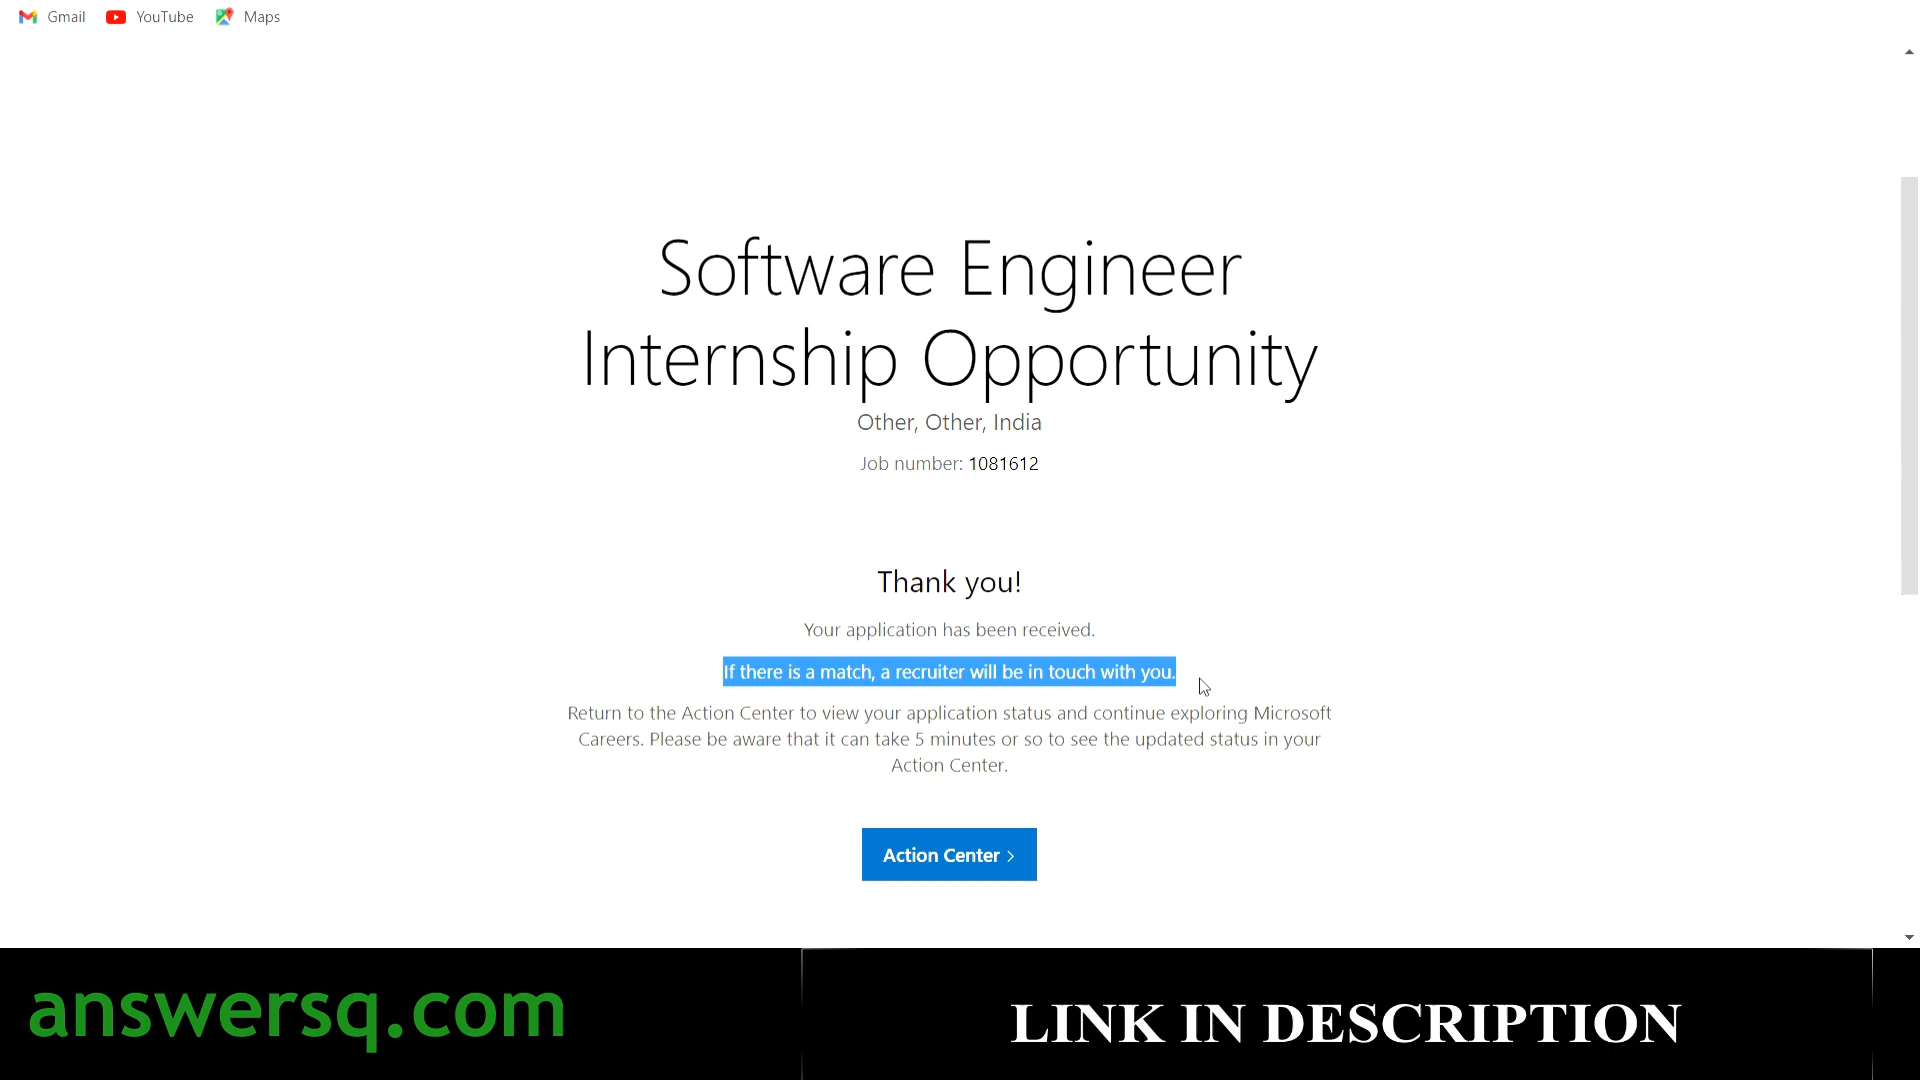 Gmail YouTube Maps
Software Engineer
Internship Opportunity
Other, Other, India
Job number: 1081612
Thank you!
Your application has been received.
If there is a match, a recruiter will be in touch with you.
Return to the Action Center to view your application status and continue exploring Microsoft
Careers. Please be aware that it can take 5 minutes or so to see the updated status in your
Action Center.
Action Center >
answersq.com
LINK IN DESCRIPTION